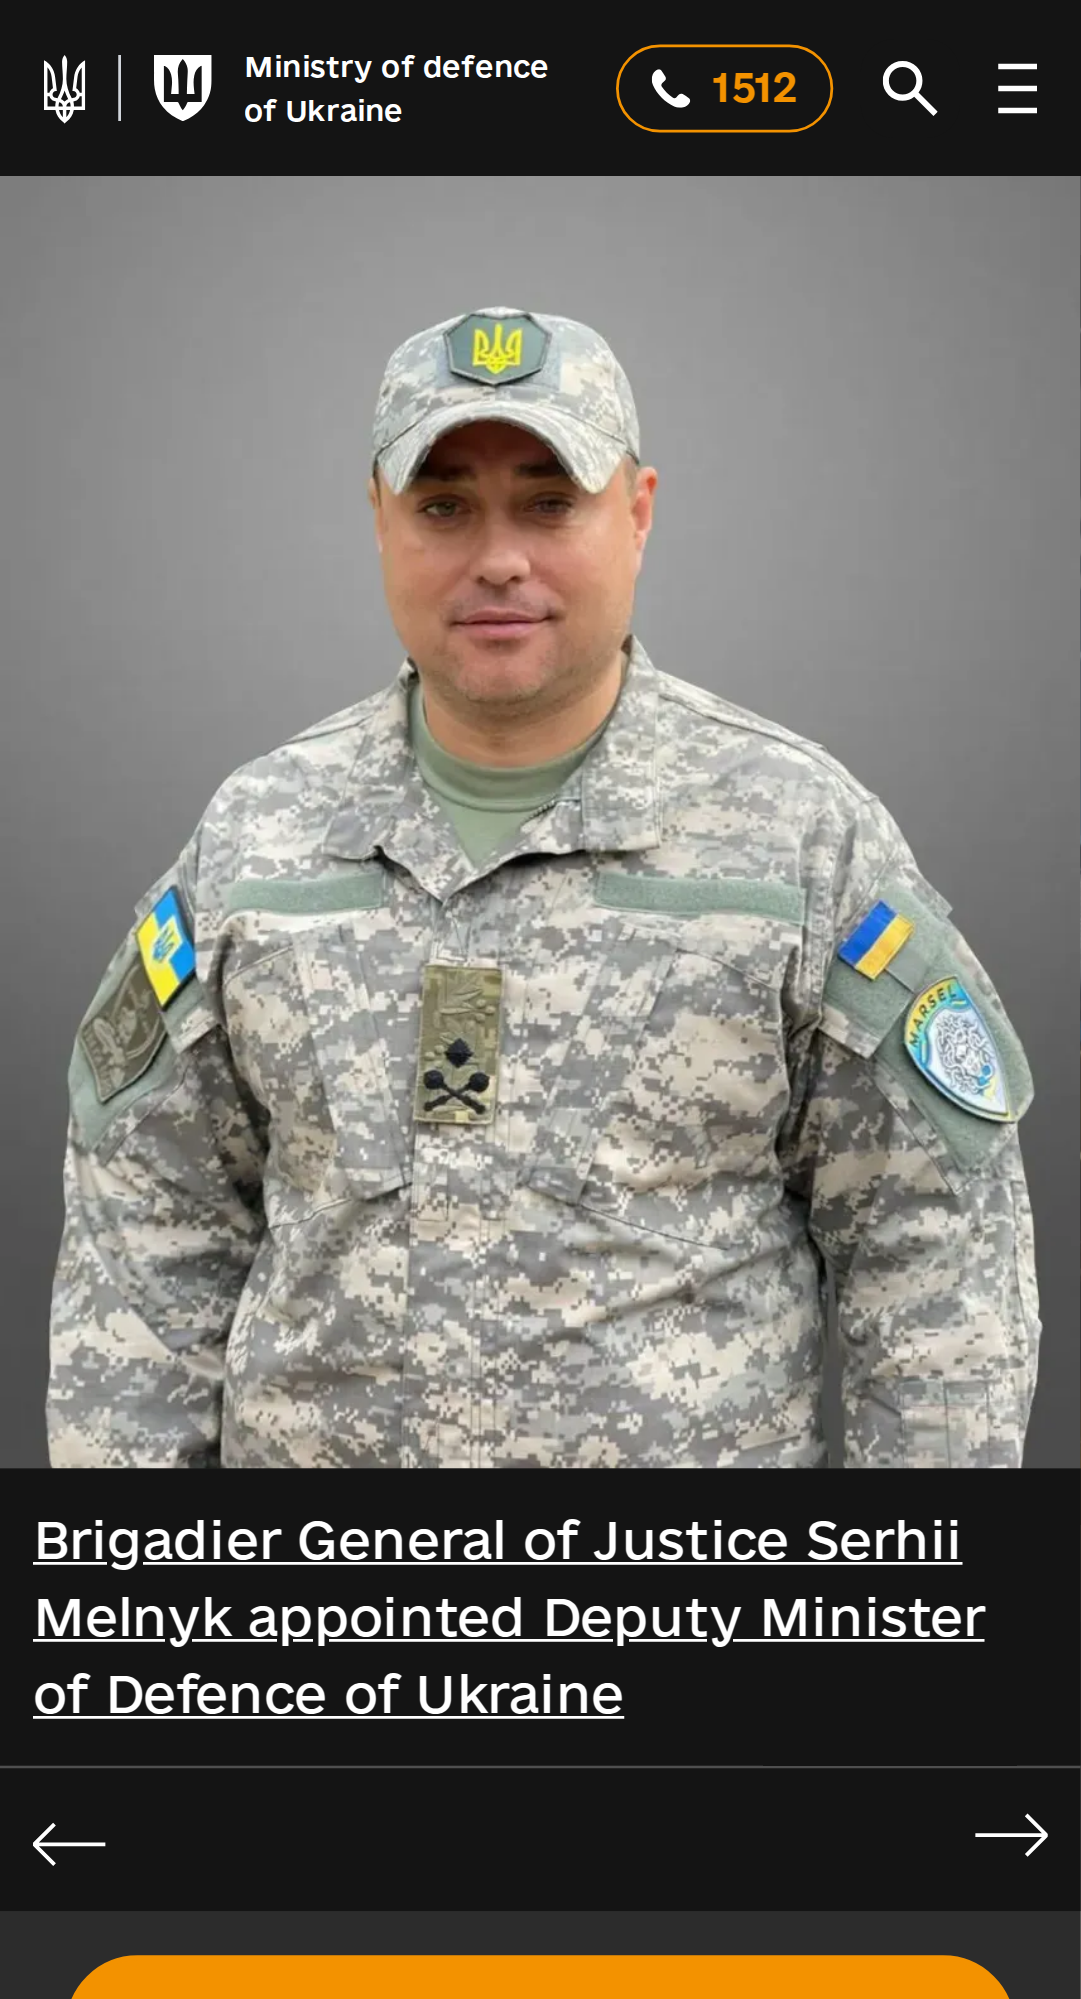 Ministry of defence
of Ukraine
1512
MARSEL
Brigadier General of Justice Serhii
Melnyk appointed Deputy Minister
of Defence of Ukraine